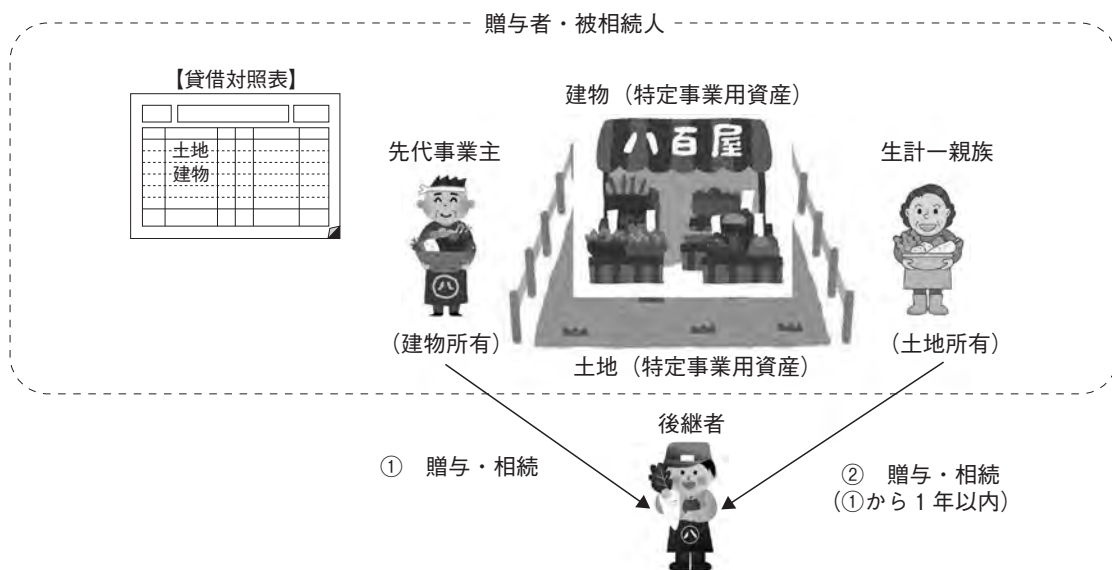 贈与者・被相続人
【貸借対照表】
土地
建物
先代事業主
(建物所有)
建物(特定事業用資産)
八百屋
土地(特定事業用資産)
生計一親族
(土地所有)
八
① 贈与・相続
後継者
② 贈与・相続
(①から1年以内)
八